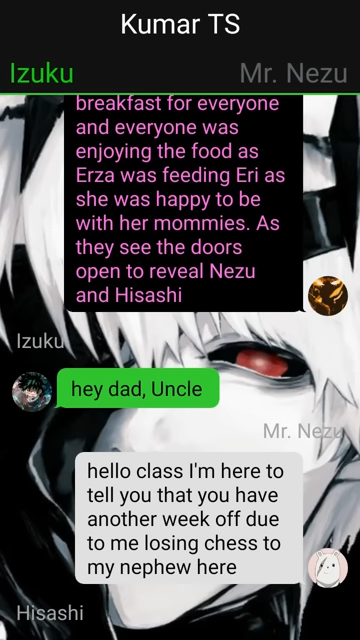 Kumar TS
Izuku
Mr. Nezu
breakfast for everyone
and everyone was
enjoying the food as
Erza was feeding Eri as
she was happy to be
with her mommies. As
they see the doors
open to reveal Nezu
and Hisashi
Izuku
hey dad, Uncle
Mr. Nezu
hello class I'm here to
tell you that you have
another week off due
to me losing chess to
my nephew here
Hisashi